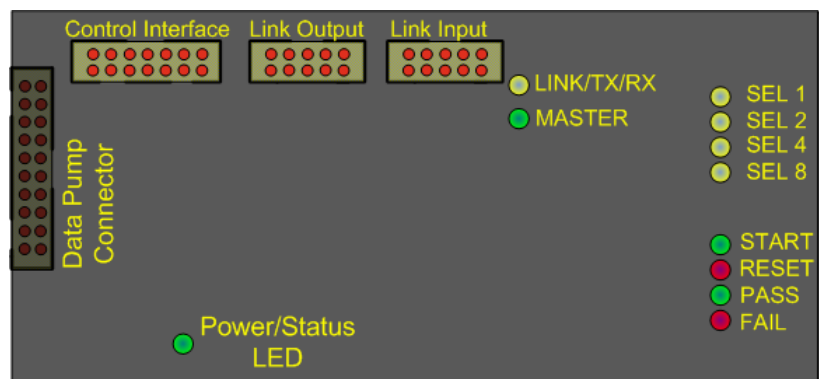 Control Interface
Link Output
Link Input
LINK/TX/RX
MASTER
SEL 1
SEL 2
SEL 4
SEL 8
Data Pump
Connector
START
RESET
PASS
FAIL
Power/Status
LED